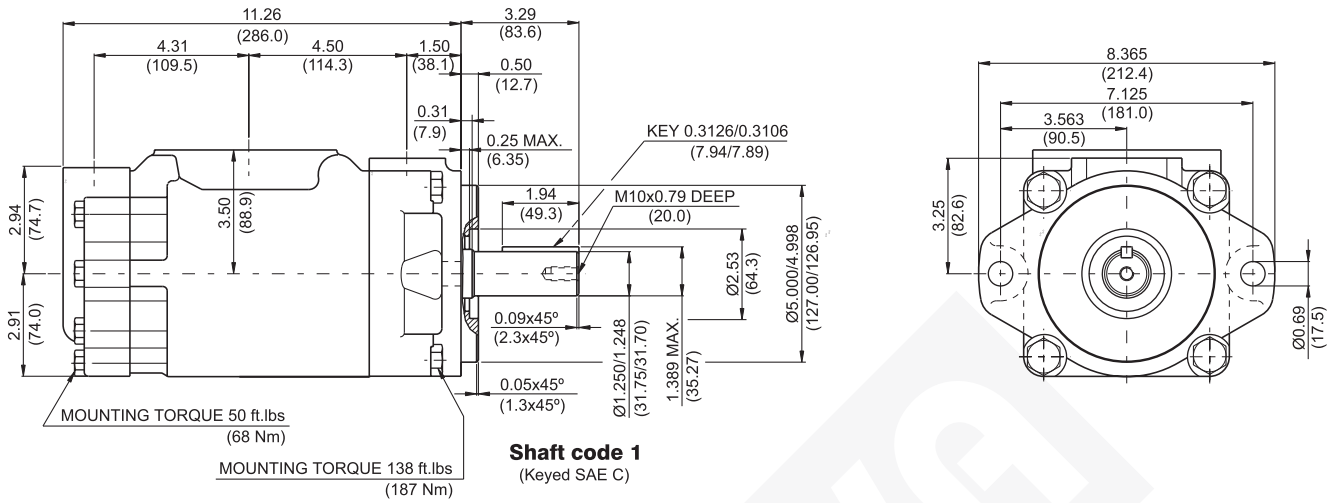 11.26
(286.0)
3.29
(83.6)
4.31
(109.5)
4.50
(114.3)
1.50
(38.1)
0.50
(12.7)
0.31
(7.9)
0.25 MAX.
(6.35)
KEY 0.3126/0.3106
(7.94/7.89)
1.94
(49.3)
M10x0.79 DEEP
(20.0)
2.94
(74.7)
3.50
(88.9)
2.91
(74.0)
Ø2.53
(64.3)
Ø5.000/4.998
(127.00/126.95)
0.09x45º
(2.3x45º)
Ø1.250/1.248
(31.75/31.70)
1.389 MAX.
(35.27)
0.05x45º
(1.3x45º)
MOUNTING TORQUE 50 ft.lbs
(68 Nm)
MOUNTING TORQUE 138 ft.lbs
(187 Nm)
Shaft code 1
(Keyed SAE C)
8.365
(212.4)
7.125
(181.0)
3.563
(90.5)
3.25
(82.6)
Ø0.69
(17.5)